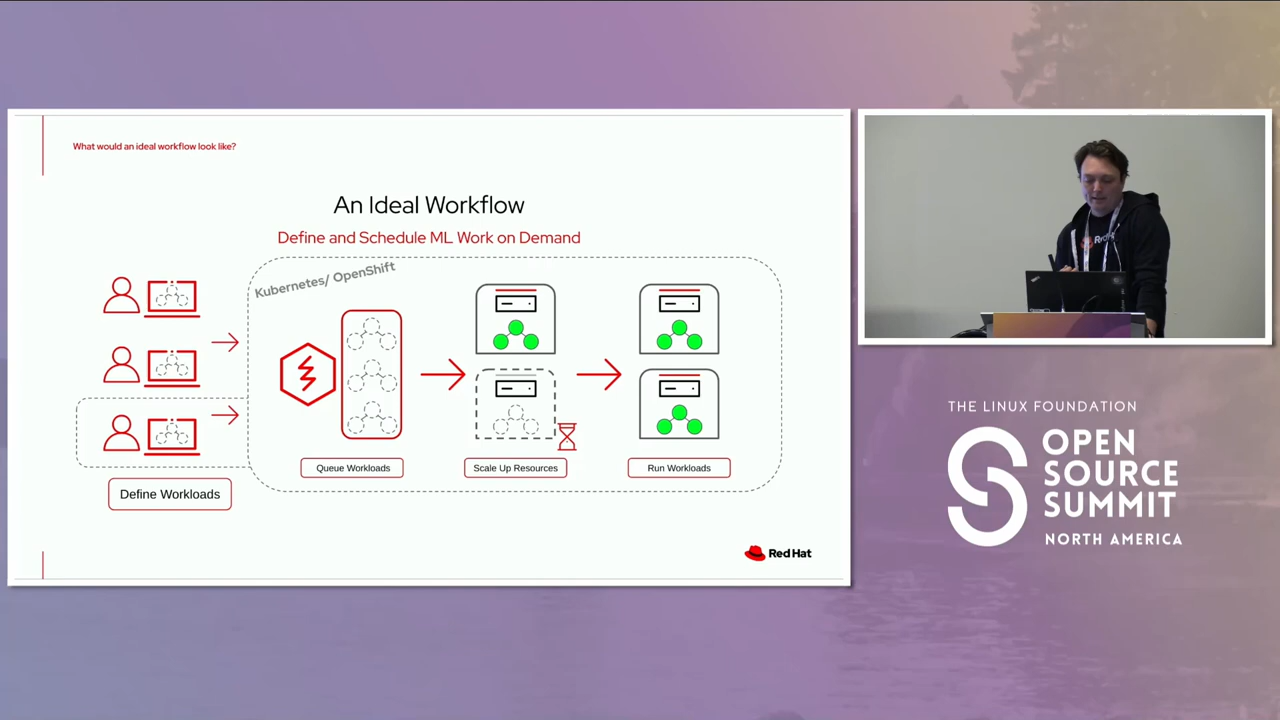 What would an ideal workflow look like?
An Ideal Workflow
Define and Schedule ML Work on Demand
Kubernetes/ OpenShift
Queue Workloads
Scale Up Resources
Run Workloads
Define Workloads
Red Hat
THE LINUX FOUNDATION
OPEN
SOURCE
SUMMIT
NORTH AMERICA